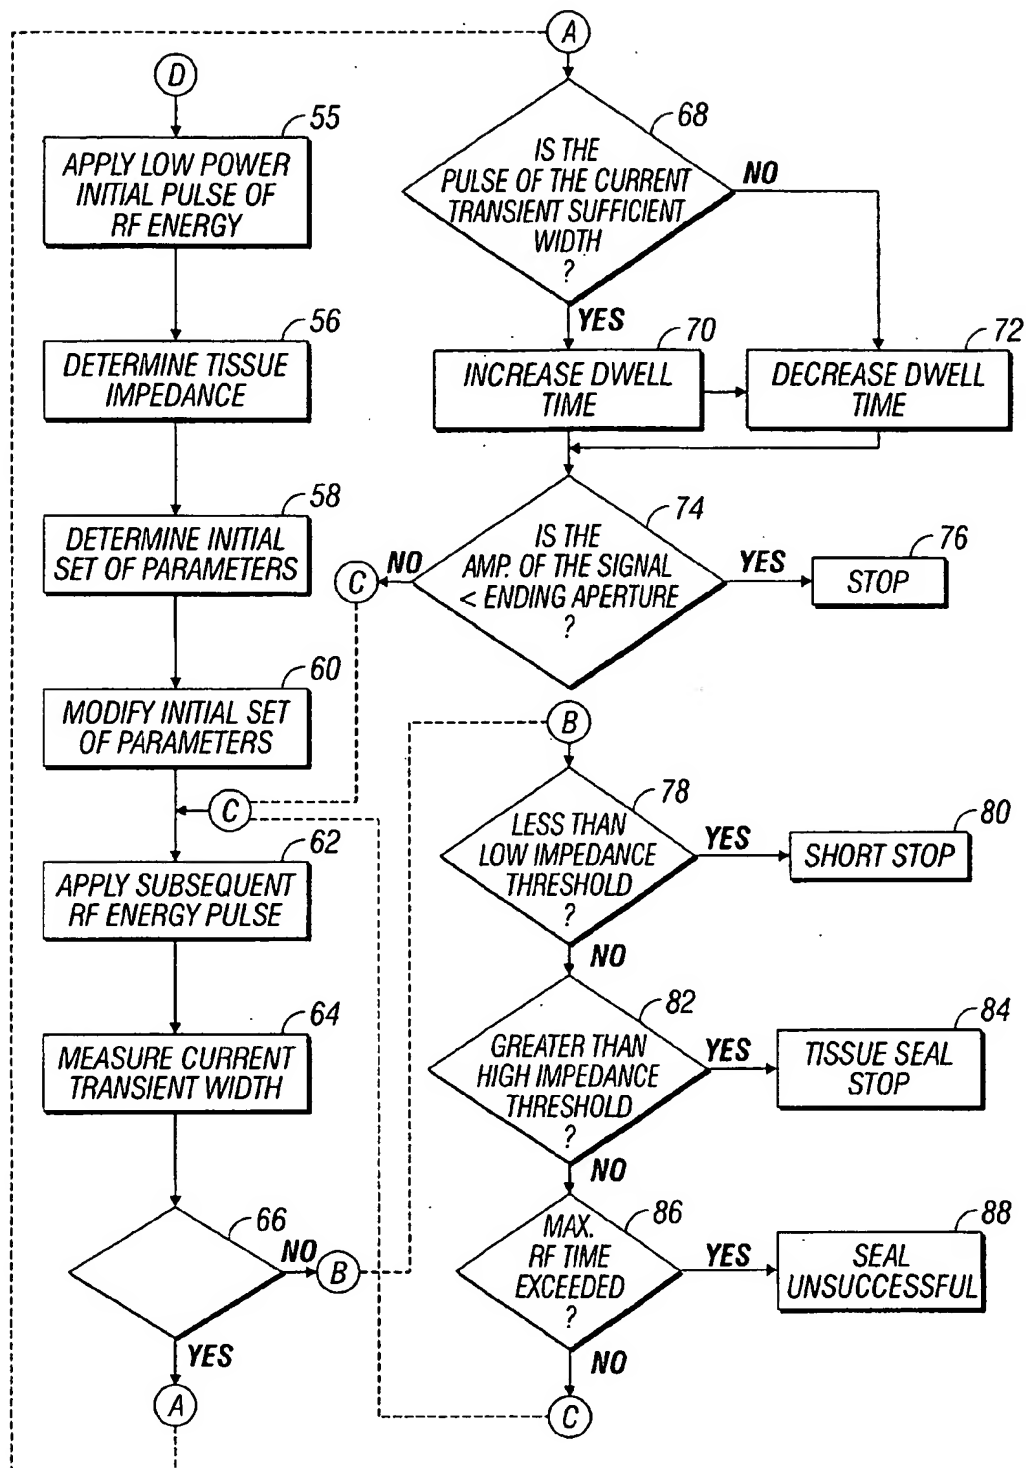 D
55
APPLY LOW POWER
INITIAL PULSE OF
RF ENERGY
56
DETERMINE TISSUE
IMPEDANCE
58
DETERMINE INITIAL
SET OF PARAMETERS
60
MODIFY INITIAL SET
OF PARAMETERS
C
62
APPLY SUBSEQUENT
RF ENERGY PULSE
64
MEASURE CURRENT
TRANSIENT WIDTH
66
NO
B
YES
A
A
68
IS THE
PULSE OF THE CURRENT
TRANSIENT SUFFICIENT
WIDTH
?
NO
YES
70
INCREASE DWELL
TIME
72
DECREASE DWELL
TIME
74
IS THE
AMP. OF THE SIGNAL
< ENDING APERTURE
?
NO
C
YES
76
STOP
B
78
LESS THAN
LOW IMPEDANCE
THRESHOLD
?
YES
80
SHORT STOP
NO
82
GREATER THAN
HIGH IMPEDANCE
THRESHOLD
?
YES
84
TISSUE SEAL
STOP
NO
86
MAX.
RF TIME
EXCEEDED
?
YES
88
SEAL
UNSUCCESSFUL
NO
C